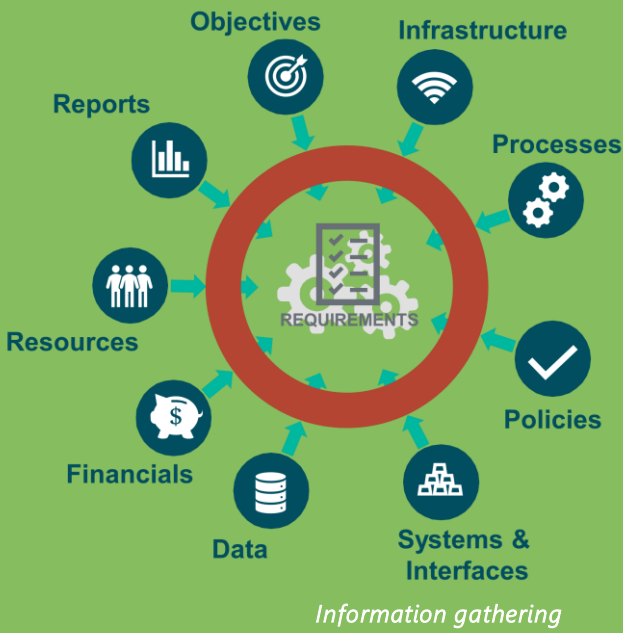 Objectives
Infrastructure
Reports
Processes
REQUIREMENTS
Resources
Policies
$
Financials
Data
Systems &
Interfaces
Information gathering